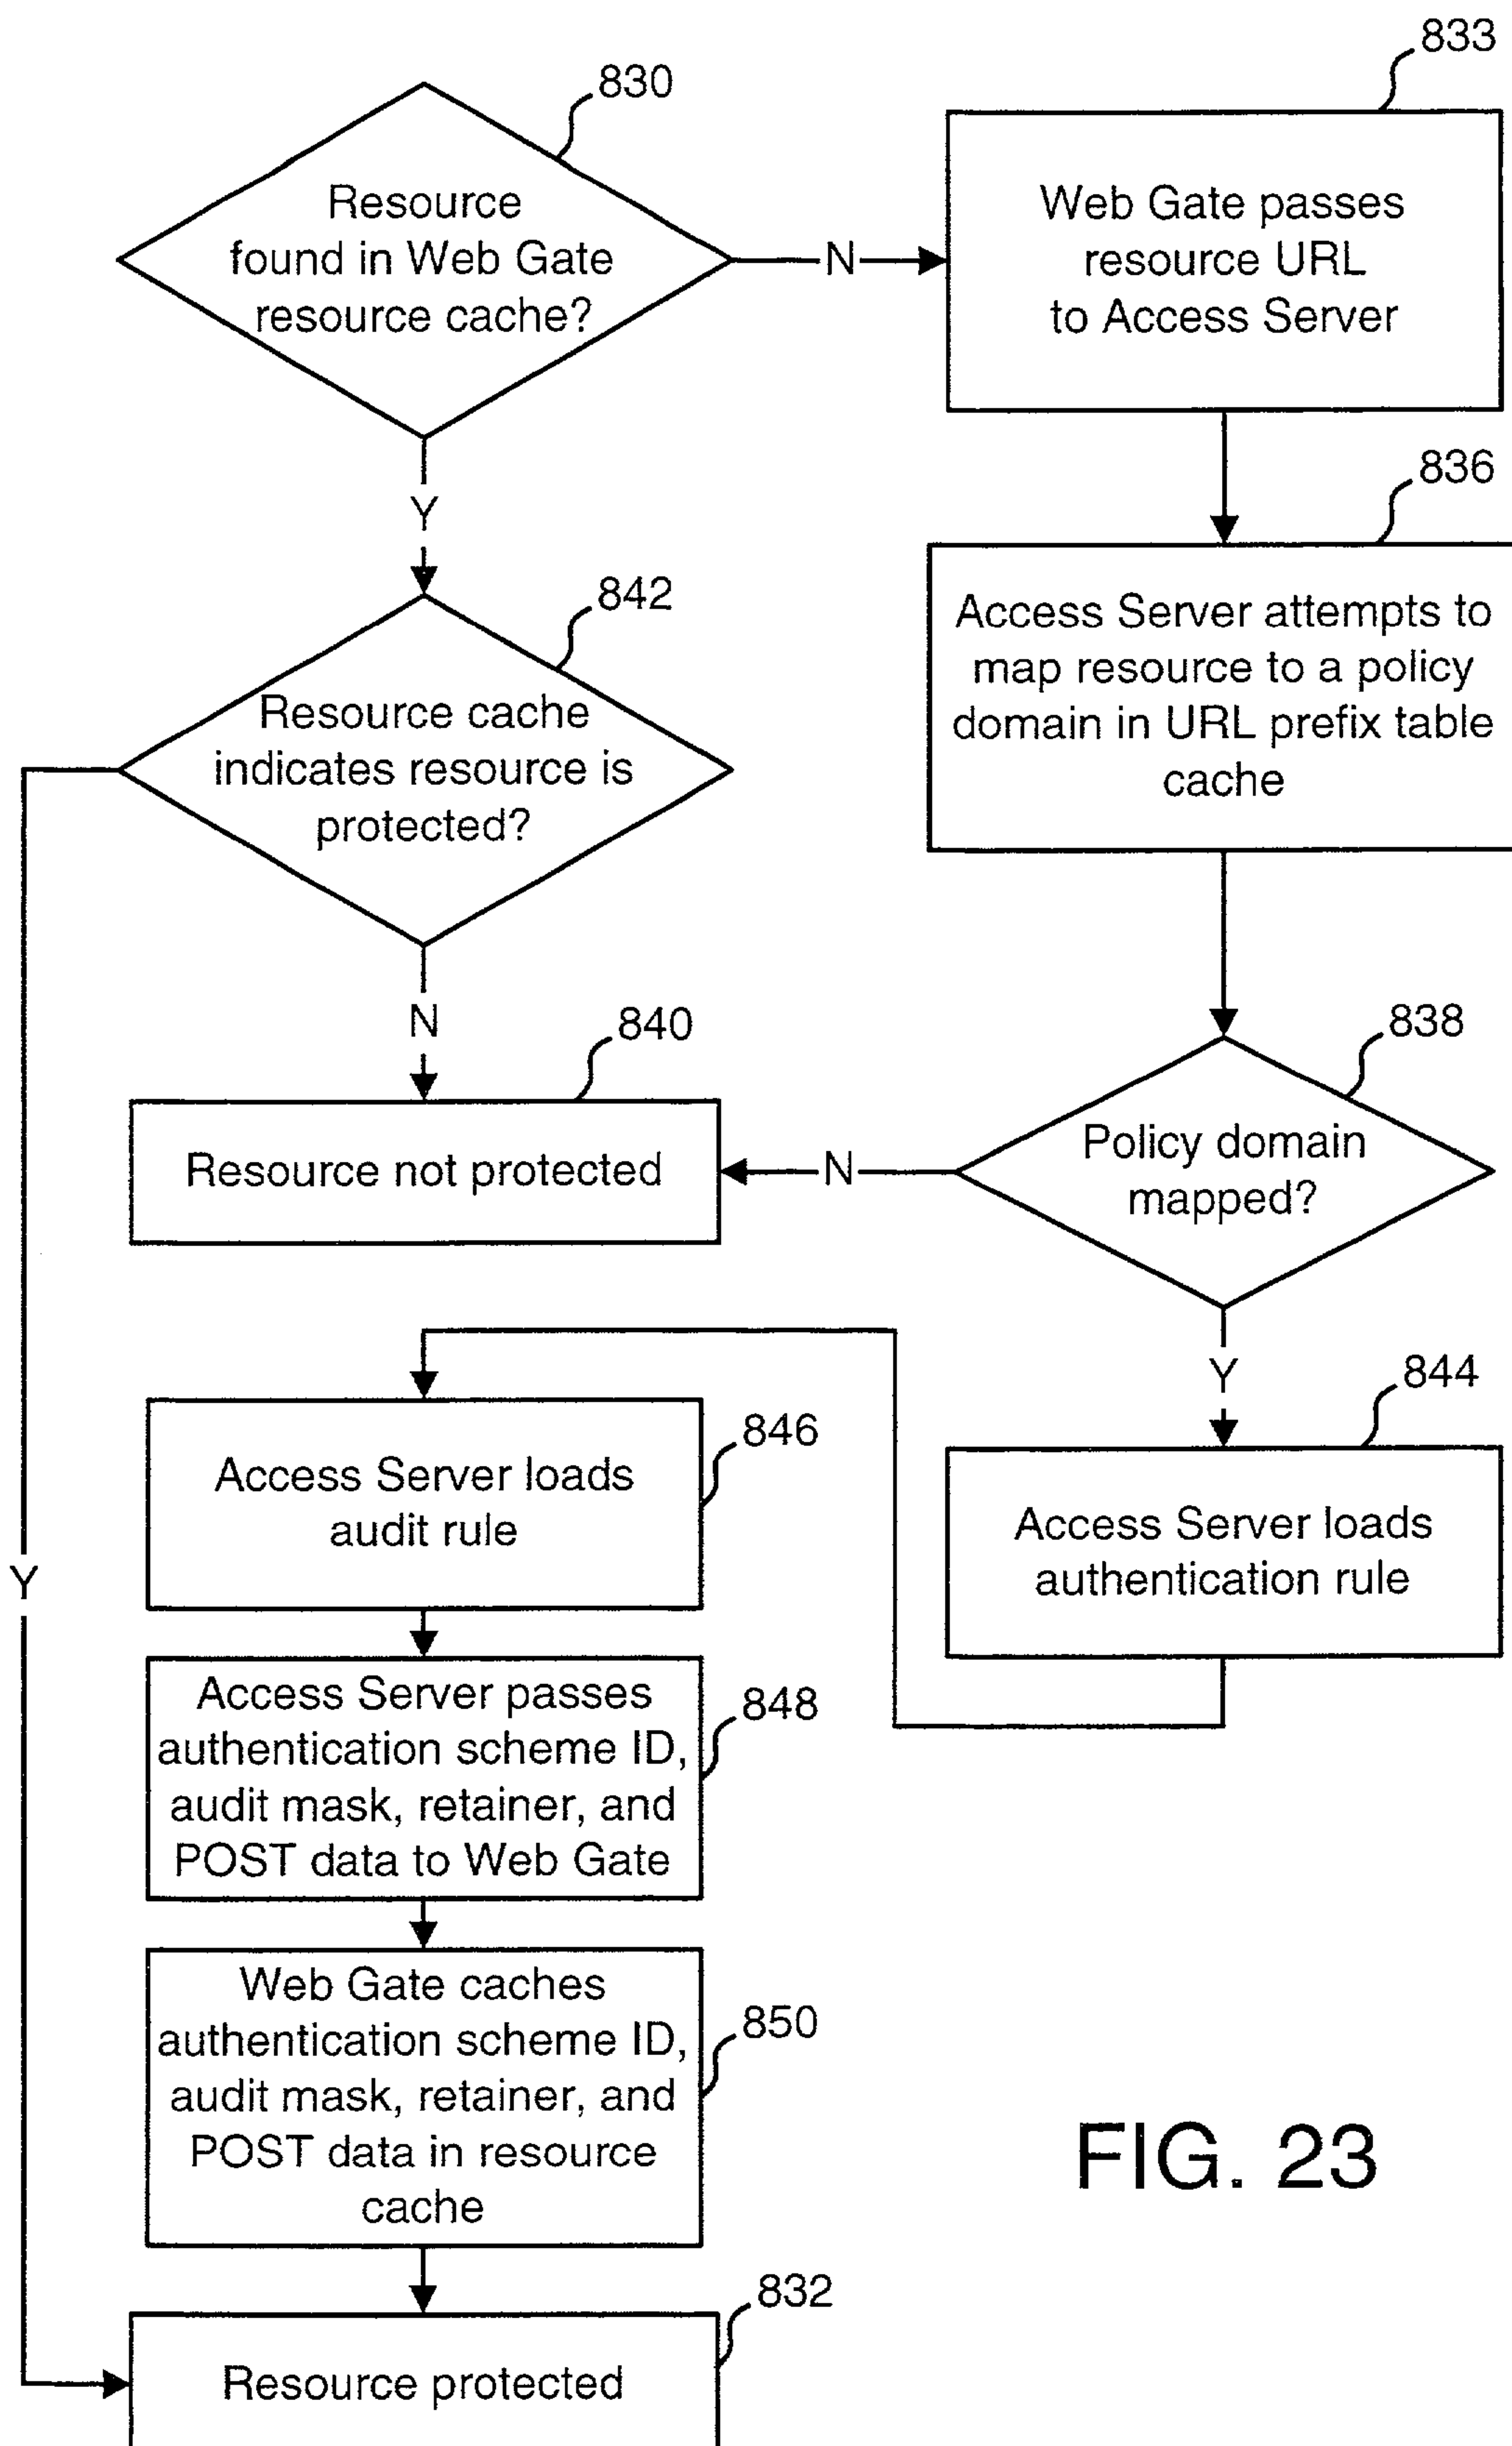 830
Resource
found in Web Gate
resource cache?
N
833
Web Gate passes
resource URL
to Access Server
Y
836
Access Server attempts to
map resource to a policy
domain in URL prefix table
cache
842
Resource cache
indicates resource is
protected?
N
838
Policy domain
mapped?
N
840
Resource not protected
Y
844
Access Server loads
authentication rule
846
Access Server loads
audit rule
Y
848
Access Server passes
authentication scheme ID,
audit mask, retainer, and
POST data to Web Gate
850
Web Gate caches
authentication scheme ID,
audit mask, retainer, and
POST data in resource
cache
832
Resource protected
FIG. 23